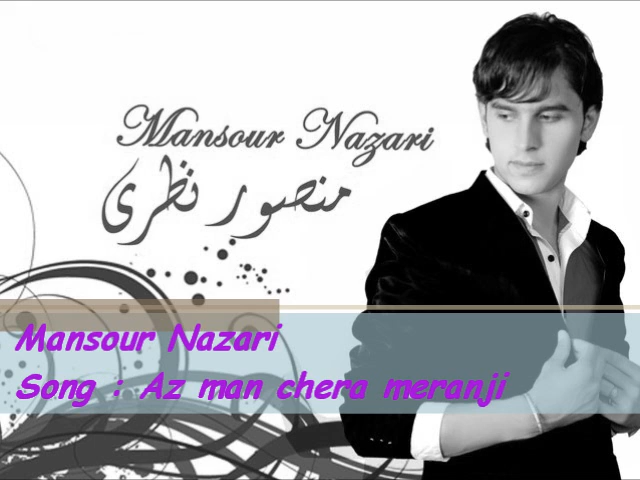 Mansour Nazari
منصور نظری
Mansour Nazari
Song : Az man chera meranji